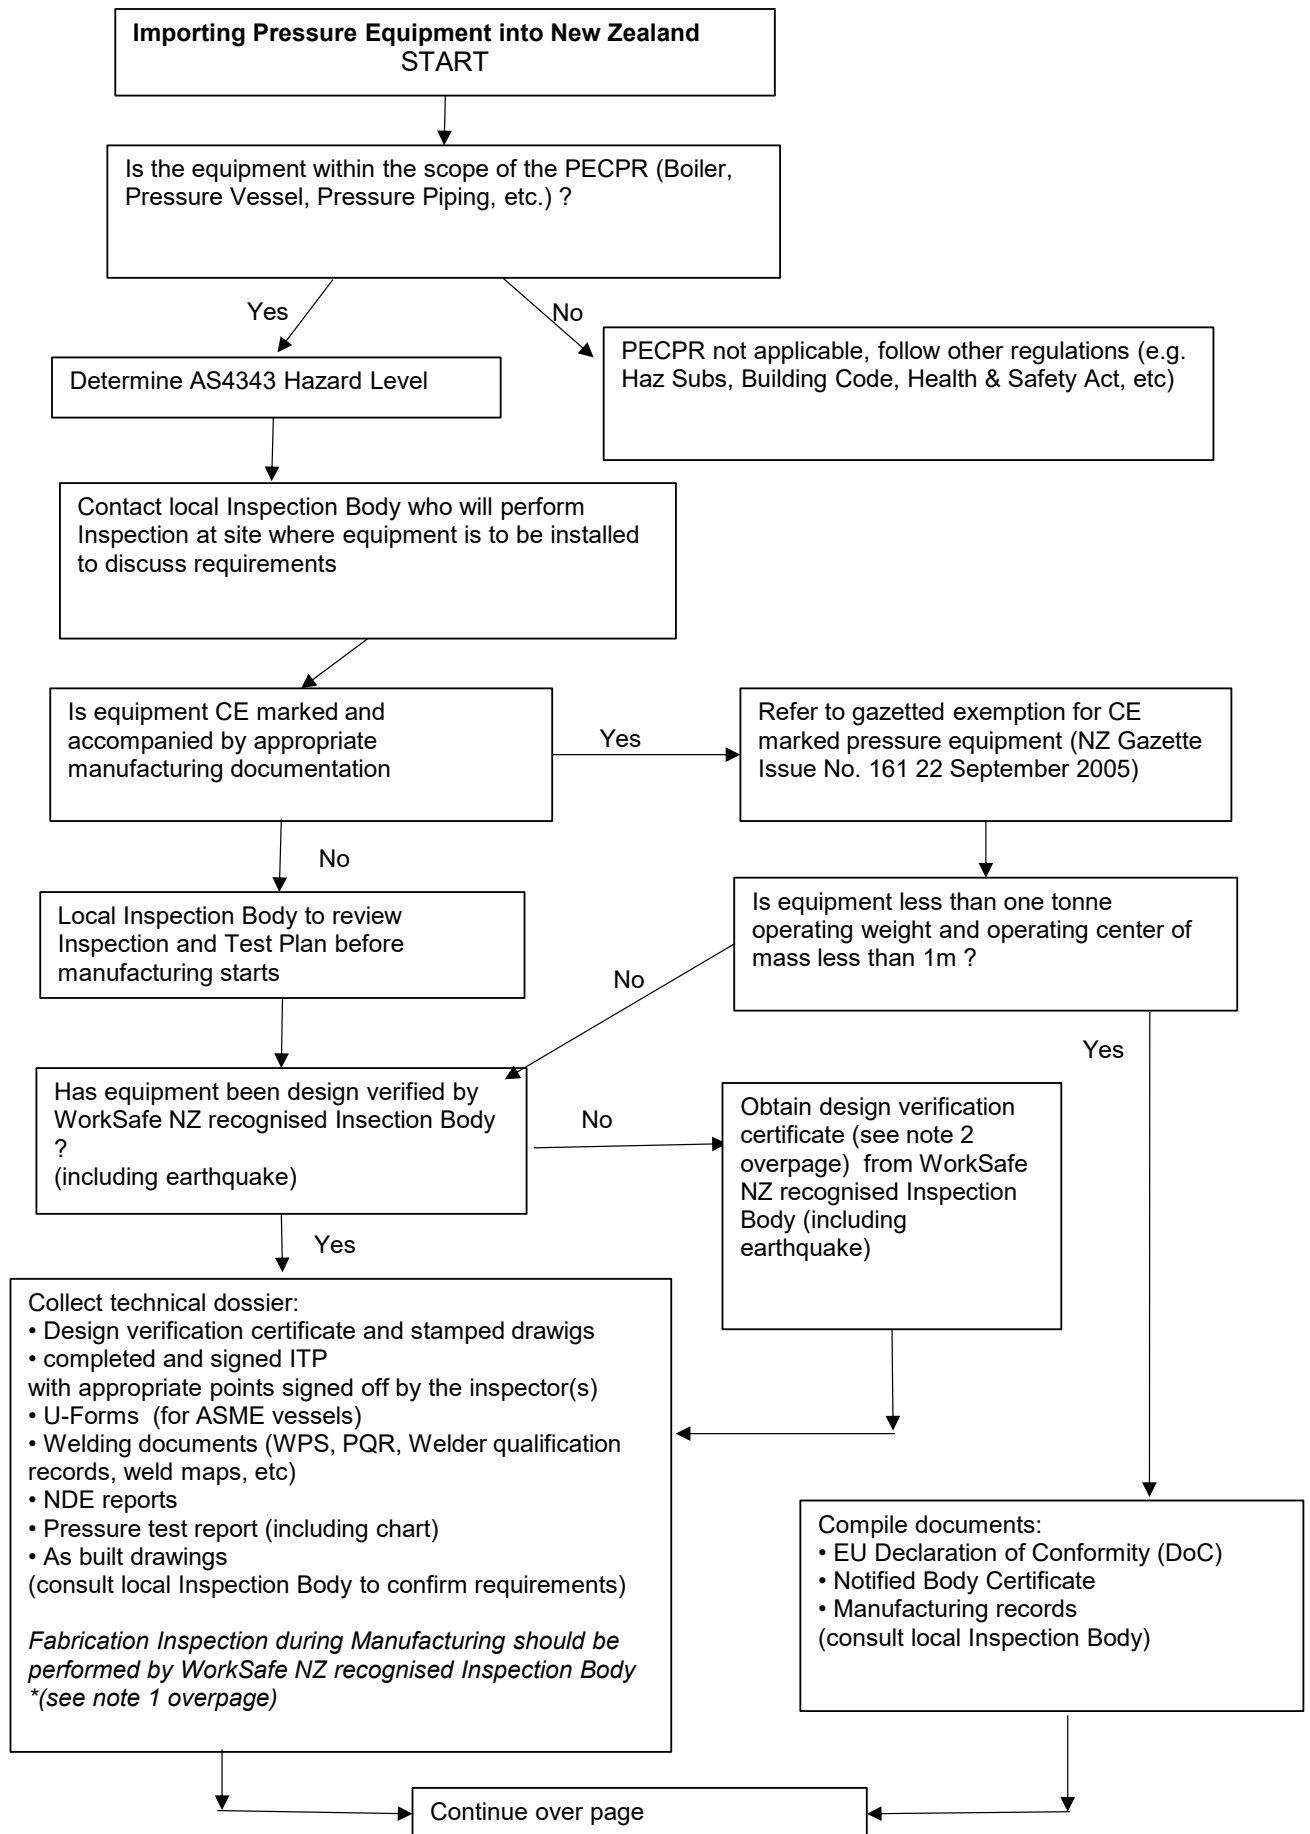 Importing Pressure Equipment into New Zealand
START
Is the equipment within the scope of the PECPR (Boiler,
Pressure Vessel, Pressure Piping, etc.) ?
Yes
No
Determine AS4343 Hazard Level
PECPR not applicable, follow other regulations (e.g.
Haz Subs, Building Code, Health & Safety Act, etc)
Contact local Inspection Body who will perform
Inspection at site where equipment is to be installed
to discuss requirements
Is equipment CE marked and
accompanied by appropriate
manufacturing documentation
Yes
Refer to gazetted exemption for CE
marked pressure equipment (NZ Gazette
Issue No. 161 22 September 2005)
No
Local Inspection Body to review
Inspection and Test Plan before
manufacturing starts
Is equipment less than one tonne
operating weight and operating center of
mass less than 1m ?
No
Yes
Has equipment been design verified by
WorkSafe NZ recognised Insection Body
?
(including earthquake)
No
Obtain design verification
certificate (see note 2
overpage) from WorkSafe
NZ recognised Inspection
Body (including
earthquake)
Yes
Collect technical dossier:
• Design verification certificate and stamped drawigs
• completed and signed ITP
with appropriate points signed off by the inspector(s)
• U-Forms (for ASME vessels)
• Welding documents (WPS, PQR, Welder qualification
records, weld maps, etc)
• NDE reports
• Pressure test report (including chart)
• As built drawings
(consult local Inspection Body to confirm requirements)
Fabrication Inspection during Manufacturing should be
performed by WorkSafe NZ recognised Inspection Body
*(see note 1 overpage)
Compile documents:
• EU Declaration of Conformity (DoC)
• Notified Body Certificate
• Manufacturing records
(consult local Inspection Body)
Continue over page